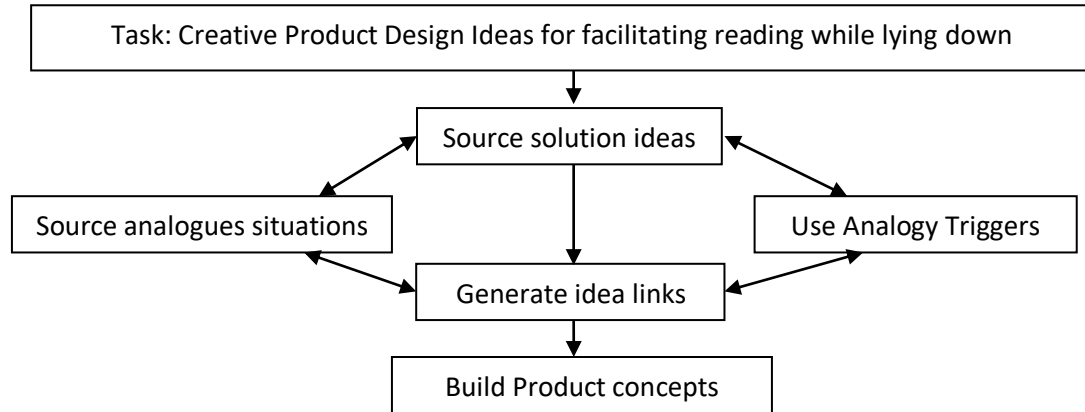 Task: Creative Product Design Ideas for facilitating reading while lying down
Source solution ideas
Source analogues situations
Use Analogy Triggers
Generate idea links
Build Product concepts